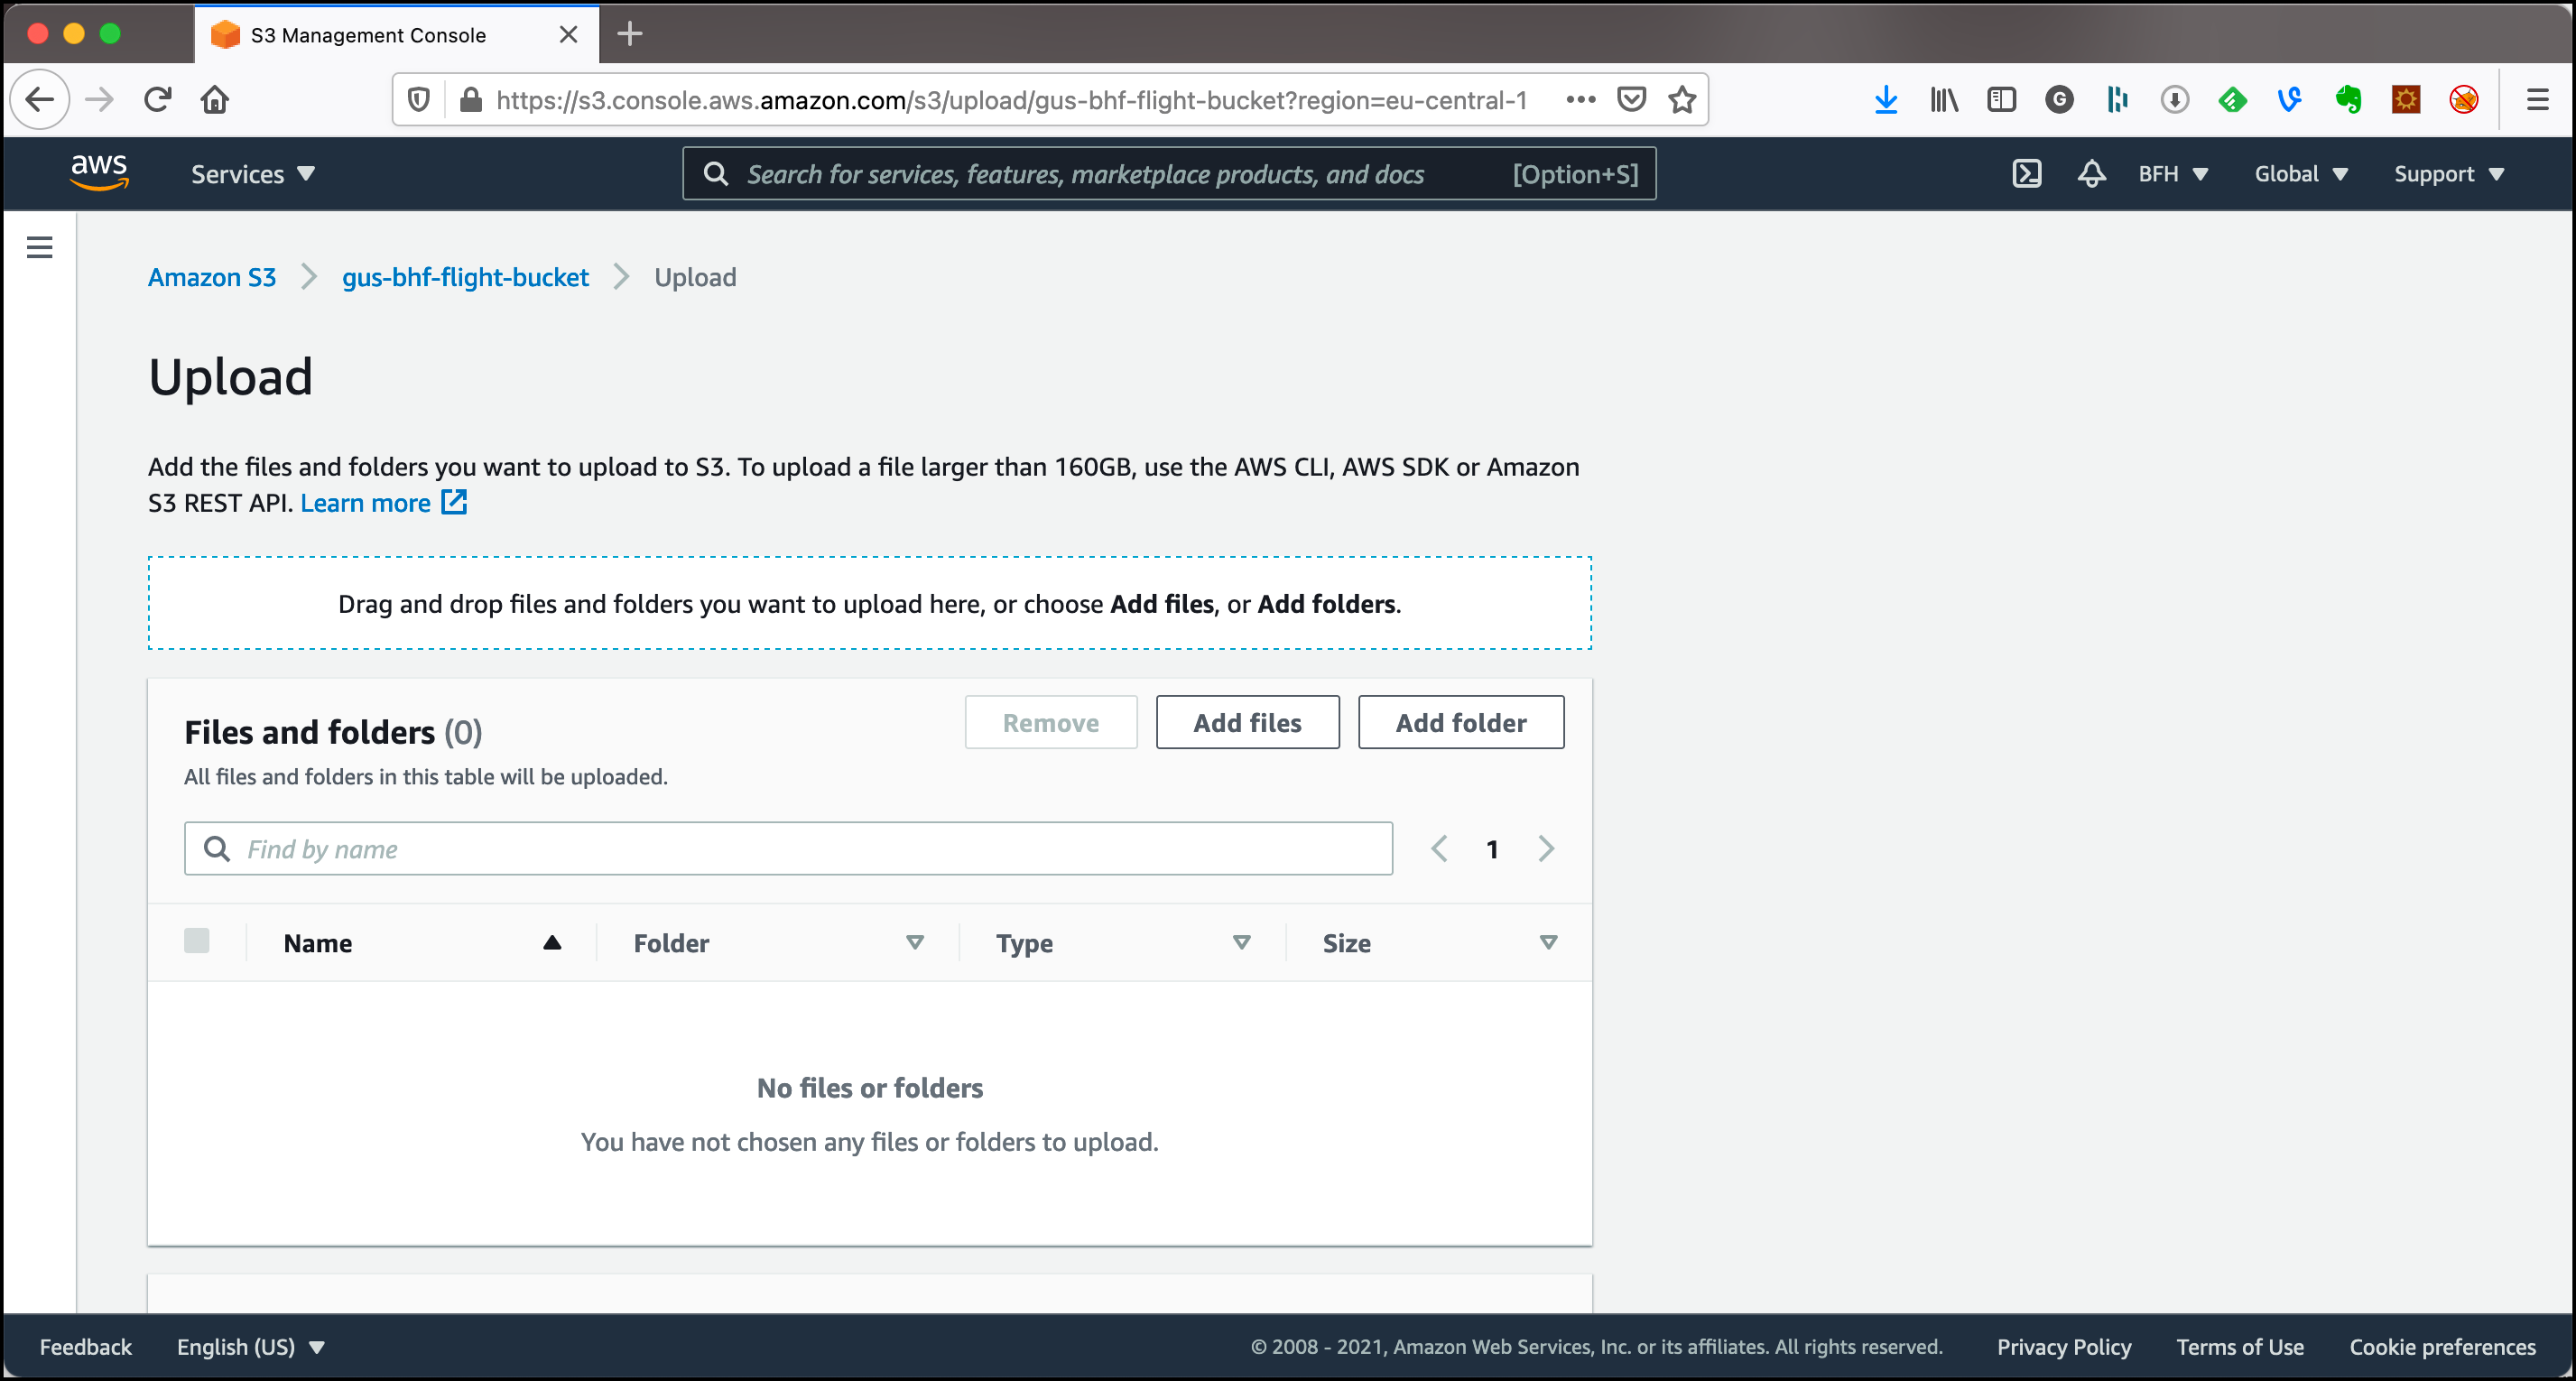 S3 Management Console
https://s3.console.aws.amazon.com/s3/upload/gus-bhf-flight-bucket?region=eu-central-1
aws
Services
Search for services, features, marketplace products, and docs [Option+S]
BFH
Global
Support
Amazon S3 gus-bhf-flight-bucket Upload
Upload
Add the files and folders you want to upload to S3. To upload a file larger than 160GB, use the AWS CLI, AWS SDK or Amazon
S3 REST API. Learn more
Drag and drop files and folders you want to upload here, or choose Add files, or Add folders.
Files and folders (0)
Remove
Add files
Add folder
All files and folders in this table will be uploaded.
Find by name
1
Name Folder Type Size
No files or folders
You have not chosen any files or folders to upload.
Feedback English (US) © 2008 - 2021, Amazon Web Services, Inc. or its affiliates. All rights reserved. Privacy Policy Terms of Use Cookie preferences